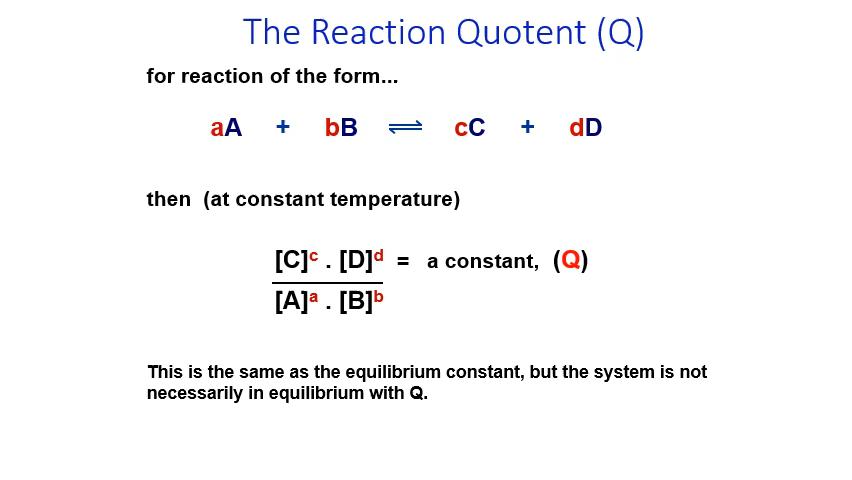 The Reaction Quotent (Q)
for reaction of the form...
aA + bB ⇌ cC + dD
then (at constant temperature)
[C]ᶜ . [D]ᵈ = a constant, (Q)
[A]ᵃ . [B]ᵇ
This is the same as the equilibrium constant, but the system is not
necessarily in equilibrium with Q.